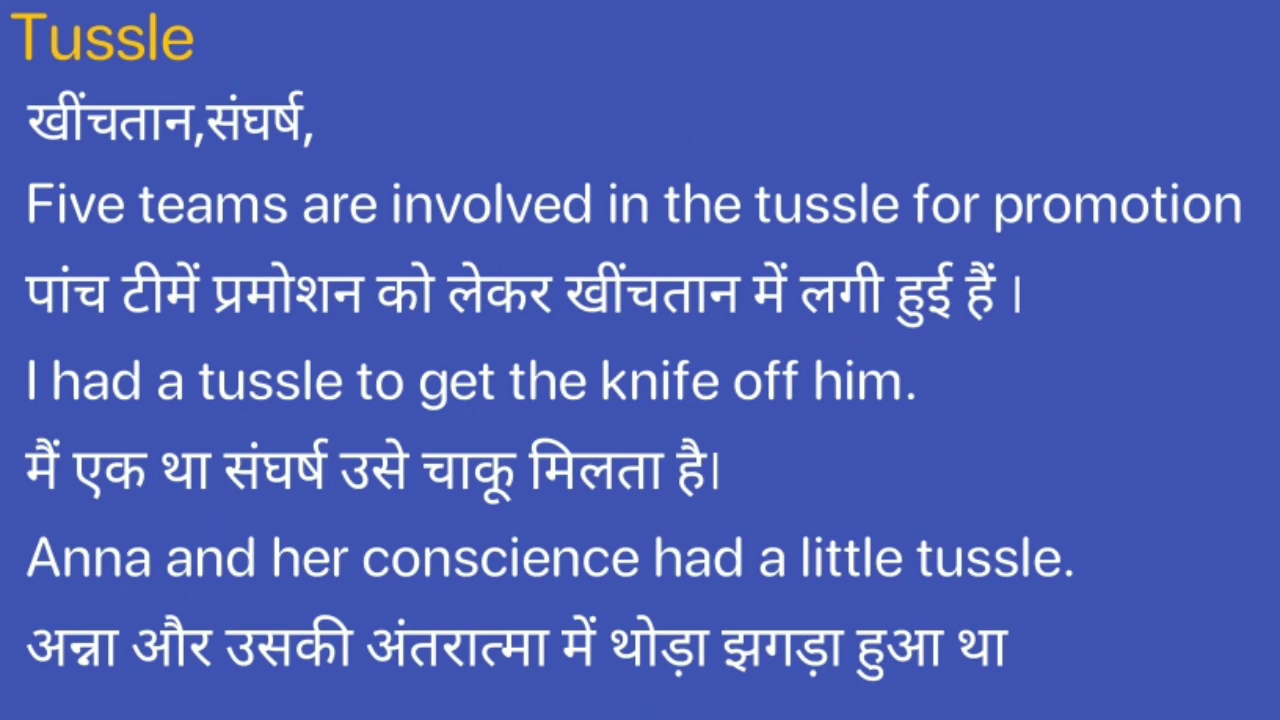 Tussle
खींचतान,संघर्ष,
Five teams are involved in the tussle for promotion
पांच टीमें प्रमोशन को लेकर खींचतान में लगी हुई हैं ।
I had a tussle to get the knife off him.
मैं एक था संघर्ष उसे चाकू मिलता है।
Anna and her conscience had a little tussle.
अन्ना और उसकी अंतरात्मा में थोड़ा झगड़ा हुआ था